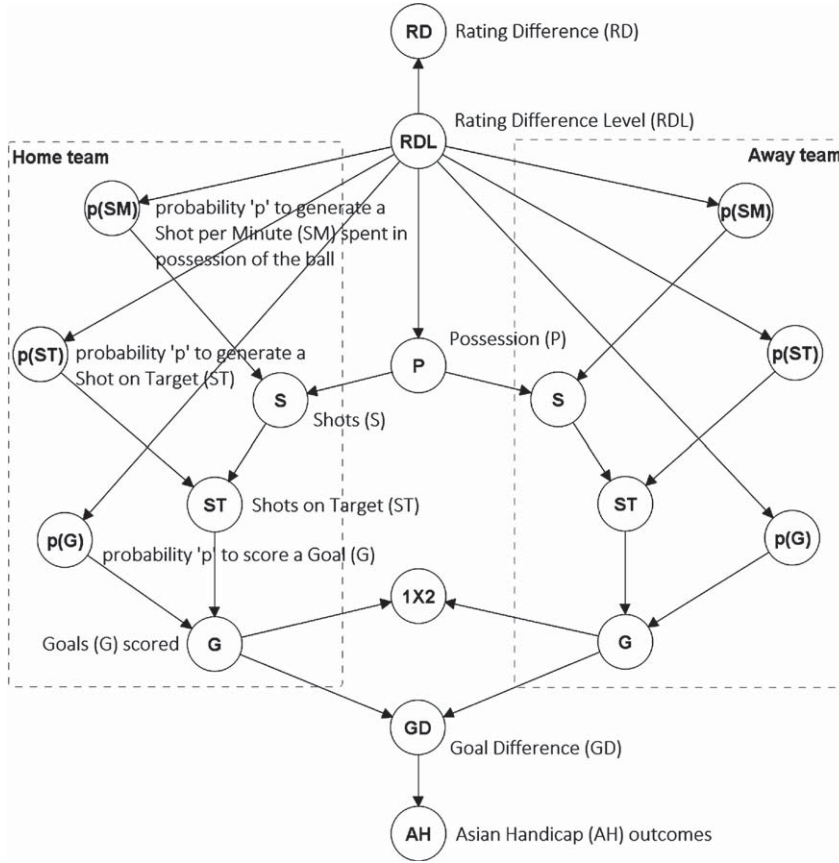 RD Rating Difference (RD)
Rating Difference Level (RDL)
RDL
Home team
Away team
p(SM) probability 'p' to generate a
Shot per Minute (SM) spent in
possession of the ball
p(SM)
Possession (P)
p(ST) probability 'p' to generate a
Shot on Target (ST)
P
p(ST)
S
S
Shots (S)
ST Shots on Target (ST)
ST
p(G)
probability 'p' to score a Goal (G)
p(G)
1X2
Goals (G) scored G
G
GD
Goal Difference (GD)
AH Asian Handicap (AH) outcomes